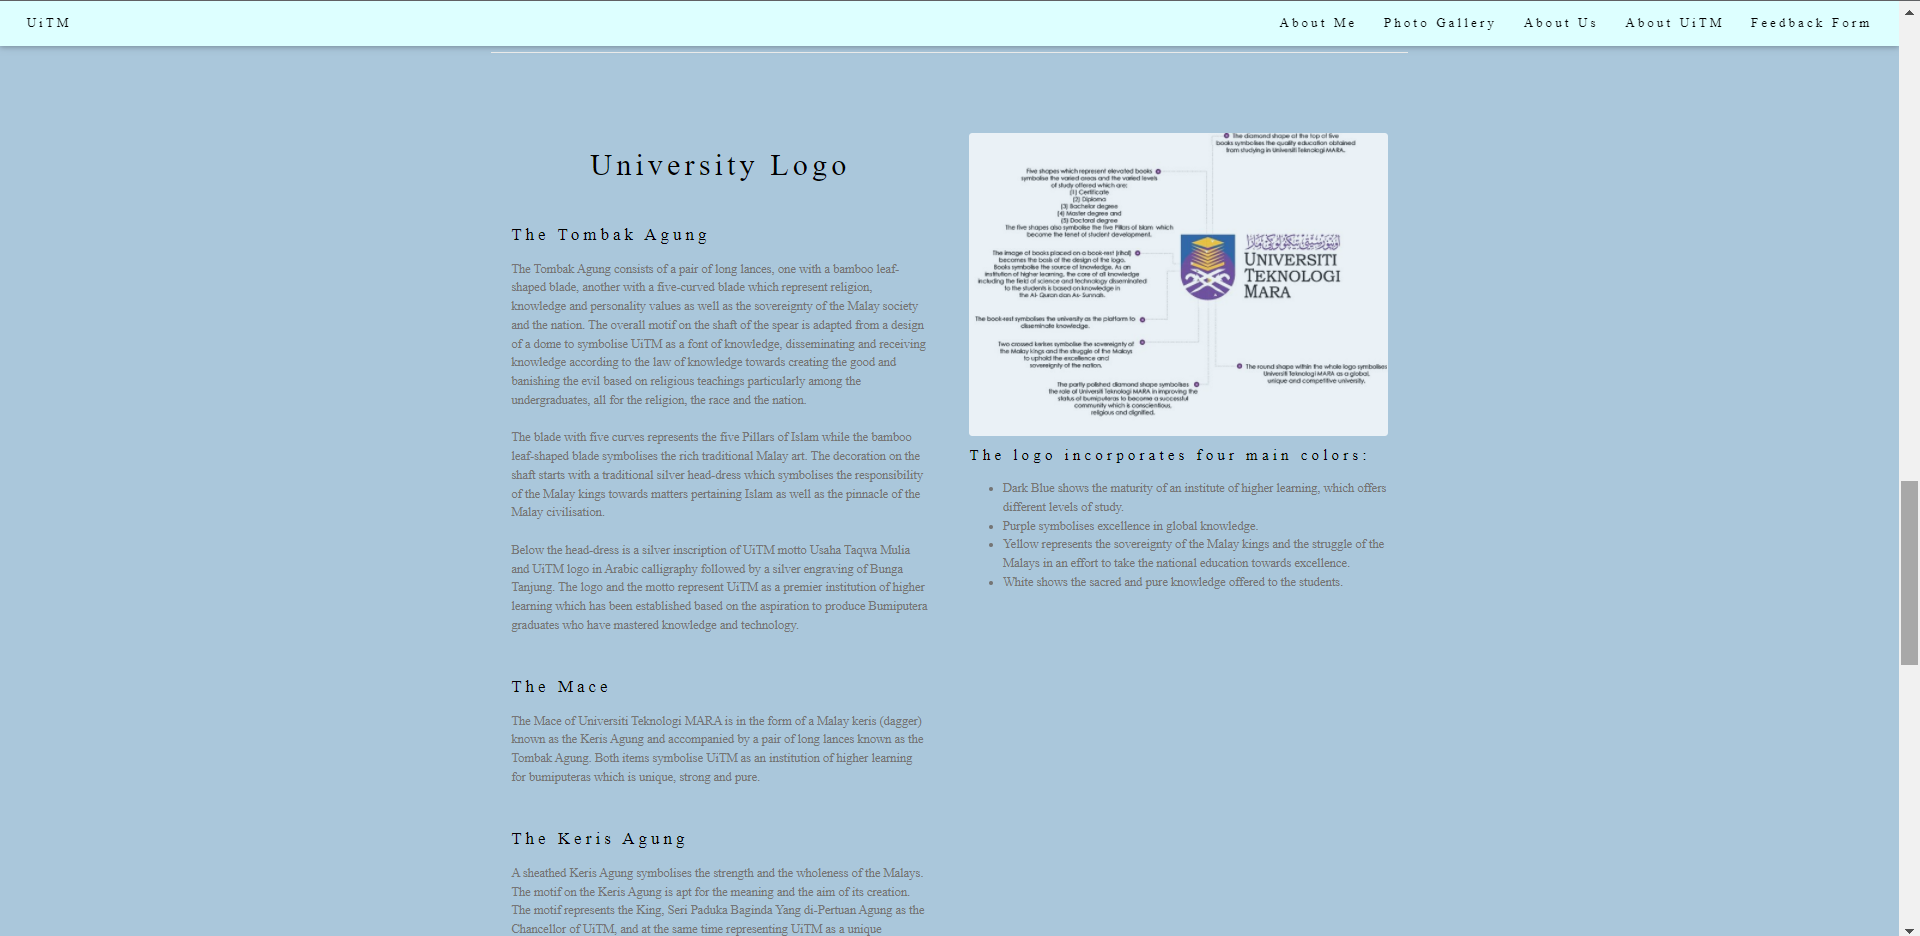 UiTM
About Me
Photo Gallery
About Us
About UiTM
Feedback Form
University Logo
The Tombak Agung
The Tombak Agung consists of a pair of long lances, one with a bamboo leaf-
shaped blade, another with a five-curved blade which represent religion,
knowledge and personality values as well as the sovereignty of the Malay society
and the nation. The overall motif on the shaft of the spear is adapted from a design
of a dome to symbolise UiTM as a font of knowledge, disseminating and receiving
knowledge according to the law of knowledge towards creating the good and
banishing the evil based on religious teachings particularly among the
undergraduates, all for the religion, the race and the nation.
The blade with five curves represents the five Pillars of Islam while the bamboo
leaf-shaped blade symbolises the rich traditional Malay art. The decoration on the
shaft starts with a traditional silver head-dress which symbolises the responsibility
of the Malay kings towards matters pertaining Islam as well as the pinnacle of the
Malay civilisation.
Below the head-dress is a silver inscription of UiTM motto Usaha Taqwa Mulia
and UiTM logo in Arabic calligraphy followed by a silver engraving of Bunga
Tanjung. The logo and the motto represent UiTM as a premier institution of higher
learning which has been established based on the aspiration to produce Bumiputera
graduates who have mastered knowledge and technology.
The Mace
The Mace of Universiti Teknologi MARA is in the form of a Malay keris (dagger)
known as the Keris Agung and accompanied by a pair of long lances known as the
Tombak Agung. Both items symbolise UiTM as an institution of higher learning
for bumiputeras which is unique, strong and pure.
The Keris Agung
A sheathed Keris Agung symbolises the strength and the wholeness of the Malays.
The motif on the Keris Agung is apt for the meaning and the aim of its creation.
The motif represents the King, Seri Paduka Baginda Yang di-Pertuan Agung as the
Chancellor of UiTM, and at the same time representing UiTM as a unique
The diamond shape at the top of five
books symbolises the quality education obtained
from studying in Universiti Teknologi MARA.
Five shapes which represent elevated books
symbolise the varied areas and the varied levels
of study offered which are:
(1) Certificate
(2) Diploma
(3) Bachelor degree
(4) Master degree and
(5) Doctoral degree
The five shapes also symbolise the five Pillars of Islam which
become the tenet of student development.
The image of books placed on a book-rest (rihal)
becomes the basis of the design of the logo.
Books symbolise the source of knowledge. As an
institution of higher learning, the core of all knowledge
including the field of science and technology disseminated
to the students is based on knowledge in
the Al- Quran dan As- Sunnah.
The book-rest symbolises the university as the platform to
disseminate knowledge.
Two crossed kerises symbolise the sovereignty of
the Malay kings and the struggle of the Malays
to uphold the excellence and
sovereignty of the nation.
The partly polished diamond shape symbolises
the role of Universiti Teknologi MARA in improving the
status of bumiputeras to become a successful
community which is conscientious,
religious and dignified.
UNIVERSITI
TEKNOLOGI
MARA
The round shape within the whole logo symbolises
Universiti Teknologi MARA as a global,
unique and competitive university.
The logo incorporates four main colors:
Dark Blue shows the maturity of an institute of higher learning, which offers
different levels of study.
Purple symbolises excellence in global knowledge.
Yellow represents the sovereignty of the Malay kings and the struggle of the
Malays in an effort to take the national education towards excellence.
White shows the sacred and pure knowledge offered to the students.